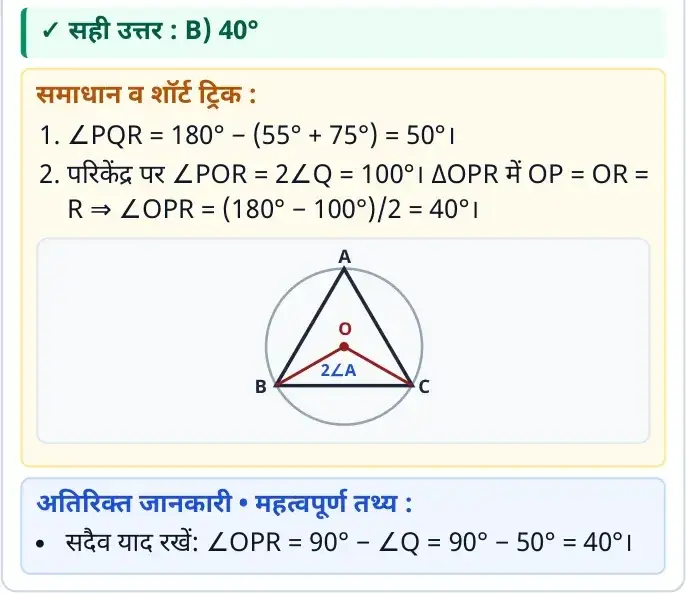 ✓ सही उत्तर : B) 40°
समाधान व शॉर्ट ट्रिक :
1. ∠PQR = 180° − (55° + 75°) = 50°।
2. परिकेंद्र पर ∠POR = 2∠Q = 100°। ΔOPR में OP = OR =
R ⇒ ∠OPR = (180° − 100°)/2 = 40°।
A
O
2∠A
B
C
अतिरिक्त जानकारी • महत्वपूर्ण तथ्य :
• सदैव याद रखें: ∠OPR = 90° − ∠Q = 90° − 50° = 40°।